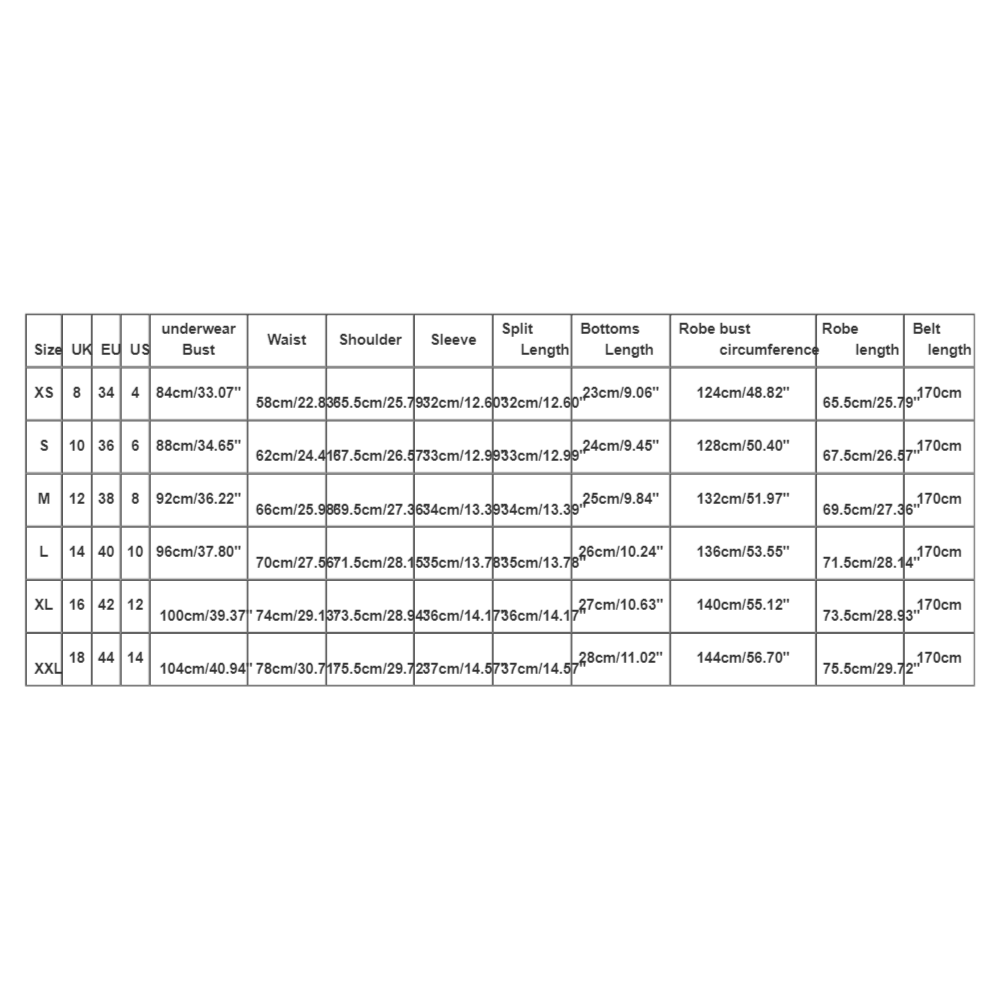 Size UK EU US underwear Bust Waist Shoulder Sleeve Split Length Bottoms Length Robe bust circumference Robe length Belt length
XS 8 34 4 84cm/33.07" 58cm/22.83" 65.5cm/25.79" 32cm/12.60" 32cm/12.60" 23cm/9.06" 124cm/48.82" 65.5cm/25.79" 170cm
S 10 36 6 88cm/34.65" 62cm/24.41" 67.5cm/26.57" 33cm/12.99" 33cm/12.99" 24cm/9.45" 128cm/50.40" 67.5cm/26.57" 170cm
M 12 38 8 92cm/36.22" 66cm/25.98" 69.5cm/27.36" 34cm/13.39" 34cm/13.39" 25cm/9.84" 132cm/51.97" 69.5cm/27.36" 170cm
L 14 40 10 96cm/37.80" 70cm/27.56" 71.5cm/28.15" 35cm/13.78" 35cm/13.78" 26cm/10.24" 136cm/53.55" 71.5cm/28.14" 170cm
XL 16 42 12 100cm/39.37" 74cm/29.13" 73.5cm/28.94" 36cm/14.17" 36cm/14.17" 27cm/10.63" 140cm/55.12" 73.5cm/28.93" 170cm
XXL 18 44 14 104cm/40.94" 78cm/30.71" 75.5cm/29.72" 37cm/14.57" 37cm/14.57" 28cm/11.02" 144cm/56.70" 75.5cm/29.72" 170cm